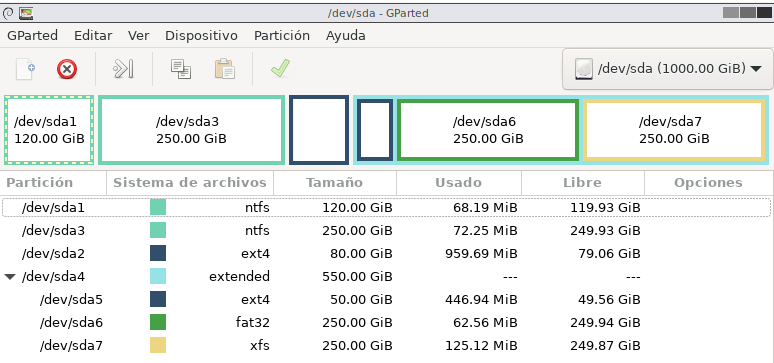 /dev/sda - GParted
GParted Editar Ver Dispositivo Partición Ayuda
/dev/sda (1000.00 GiB)
/dev/sda1 /dev/sda3 /dev/sda6 /dev/sda7
120.00 GiB 250.00 GiB 250.00 GiB 250.00 GiB
Partición Sistema de archivos Tamaño Usado Libre Opciones
/dev/sda1 ntfs 120.00 GiB 68.19 MiB 119.93 GiB
/dev/sda3 ntfs 250.00 GiB 72.25 MiB 249.93 GiB
/dev/sda2 ext4 80.00 GiB 959.69 MiB 79.06 GiB
/dev/sda4 extended 550.00 GiB --- ---
/dev/sda5 ext4 50.00 GiB 446.94 MiB 49.56 GiB
/dev/sda6 fat32 250.00 GiB 62.56 MiB 249.94 GiB
/dev/sda7 xfs 250.00 GiB 125.12 MiB 249.87 GiB